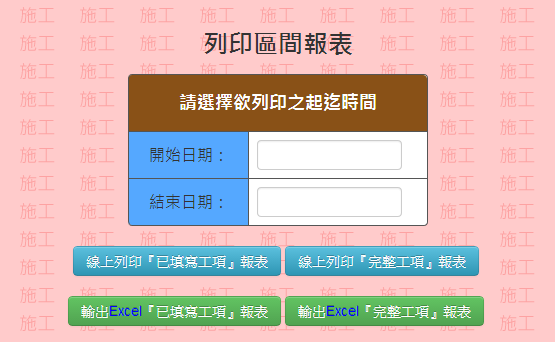 施工 施工 施工 施工 施工 施工 施工 施工 施工
列印區間報表
請選擇欲列印之起迄時間
開始日期：
結束日期：
線上列印『已填寫工項』報表 線上列印『完整工項』報表
輸出Excel『已填寫工項』報表 輸出Excel『完整工項』報表